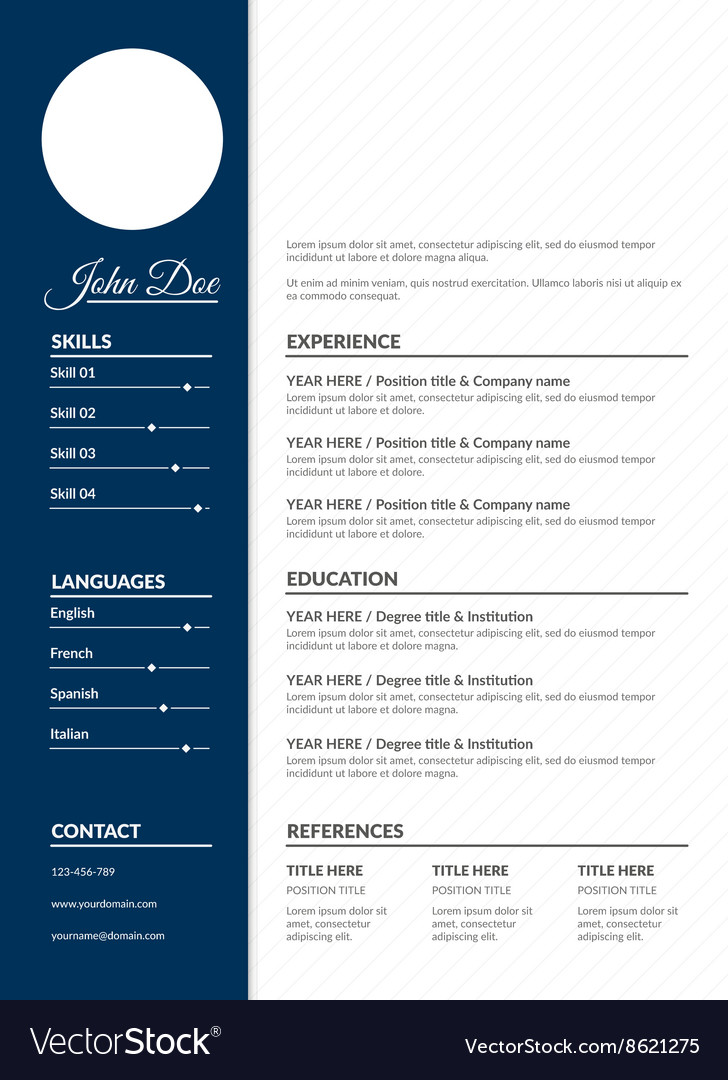 John Doe
SKILLS
Skill 01
Skill 02
Skill 03
Skill 04
LANGUAGES
English
French
Spanish
Italian
CONTACT
123-456-789
www.yourdomain.com
yourname@domain.com
Lorem ipsum dolor sit amet, consectetur adipiscing elit, sed do eiusmod tempor
incididunt ut labore et dolore magna aliqua.
Ut enim ad minim veniam, quis nostrud exercitation. Ullamco laboris nisi ut aliquip ex
ea commodo consequat.
EXPERIENCE
YEAR HERE / Position title & Company name
Lorem ipsum dolor sit amet, consectetur adipiscing elit, sed do eiusmod tempor
incididunt ut labore et dolore.
YEAR HERE / Position title & Company name
Lorem ipsum dolor sit amet, consectetur adipiscing elit, sed do eiusmod tempor
incididunt ut labore et dolore.
YEAR HERE / Position title & Company name
Lorem ipsum dolor sit amet, consectetur adipiscing elit, sed do eiusmod tempor
incididunt ut labore et dolore.
EDUCATION
YEAR HERE / Degree title & Institution
Lorem ipsum dolor sit amet, consectetur adipiscing elit, sed do eiusmod tempor
incididunt ut labore et dolore magna.
YEAR HERE / Degree title & Institution
Lorem ipsum dolor sit amet, consectetur adipiscing elit, sed do eiusmod tempor
incididunt ut labore et dolore magna.
YEAR HERE / Degree title & Institution
Lorem ipsum dolor sit amet, consectetur adipiscing elit, sed do eiusmod tempor
incididunt ut labore et dolore magna.
REFERENCES
TITLE HERE
POSITION TITLE
Lorem ipsum dolor sit
amet, consectetur
adipiscing elit.
TITLE HERE
POSITION TITLE
Lorem ipsum dolor sit
amet, consectetur
adipiscing elit.
TITLE HERE
POSITION TITLE
Lorem ipsum dolor sit
amet, consectetur
adipiscing elit.
VectorStock®
VectorStock.com/8621275